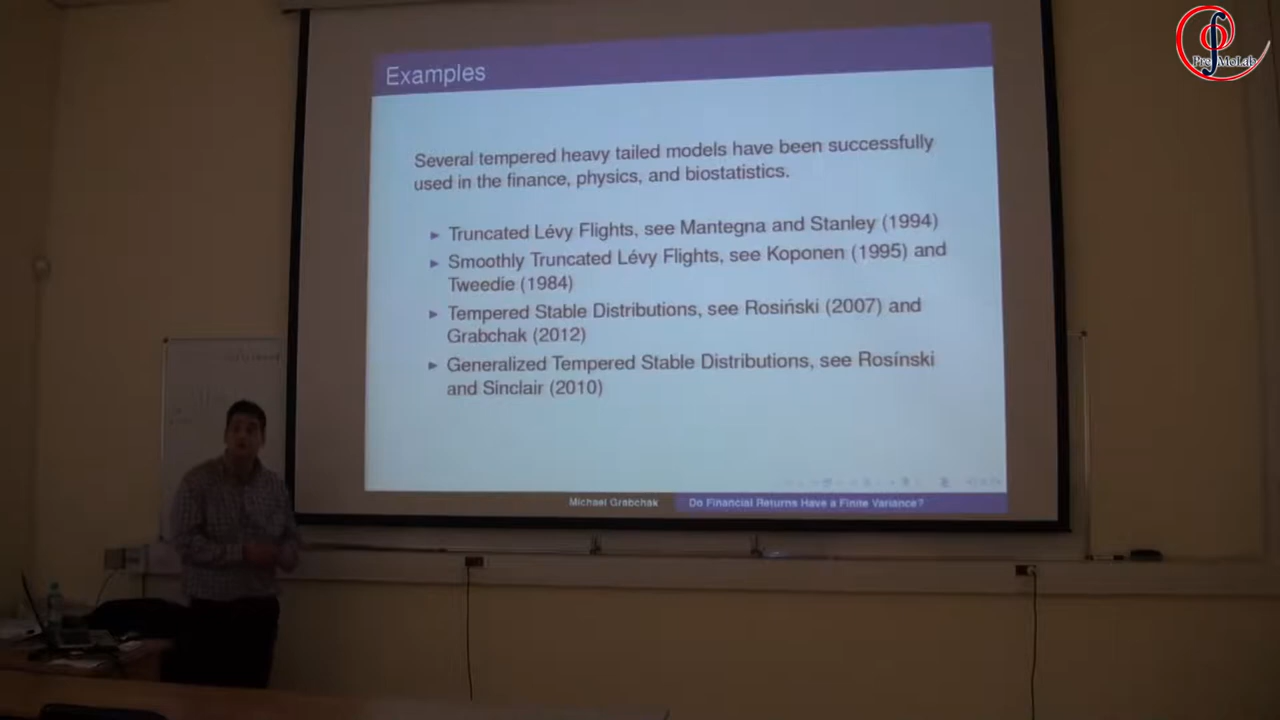 PreMoLab
Examples
Several tempered heavy tailed models have been successfully
used in the finance, physics, and biostatistics.
► Truncated Lévy Flights, see Mantegna and Stanley (1994)
► Smoothly Truncated Lévy Flights, see Koponen (1995) and
Tweedie (1984)
► Tempered Stable Distributions, see Rosiński (2007) and
Grabchak (2012)
► Generalized Tempered Stable Distributions, see Rosínski
and Sinclair (2010)
Michael Grabchak Do Financial Returns Have a Finite Variance?